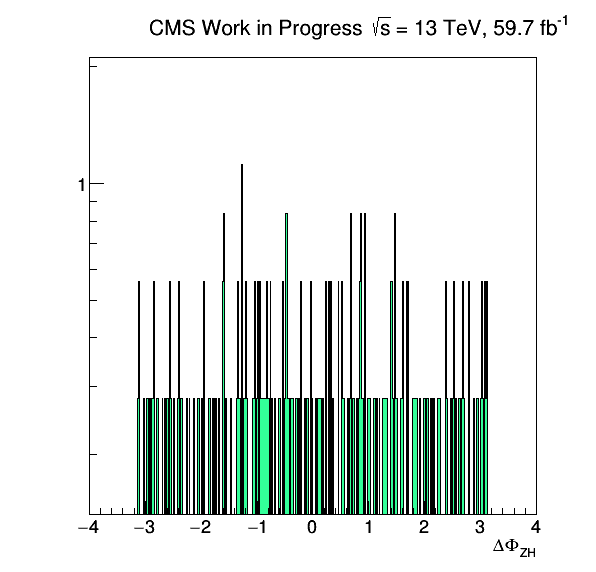 CMS Work in Progress √s = 13 TeV, 59.7 fb⁻¹
1
−4 −3 −2 −1 0 1 2 3 4
ΔΦ_ZH